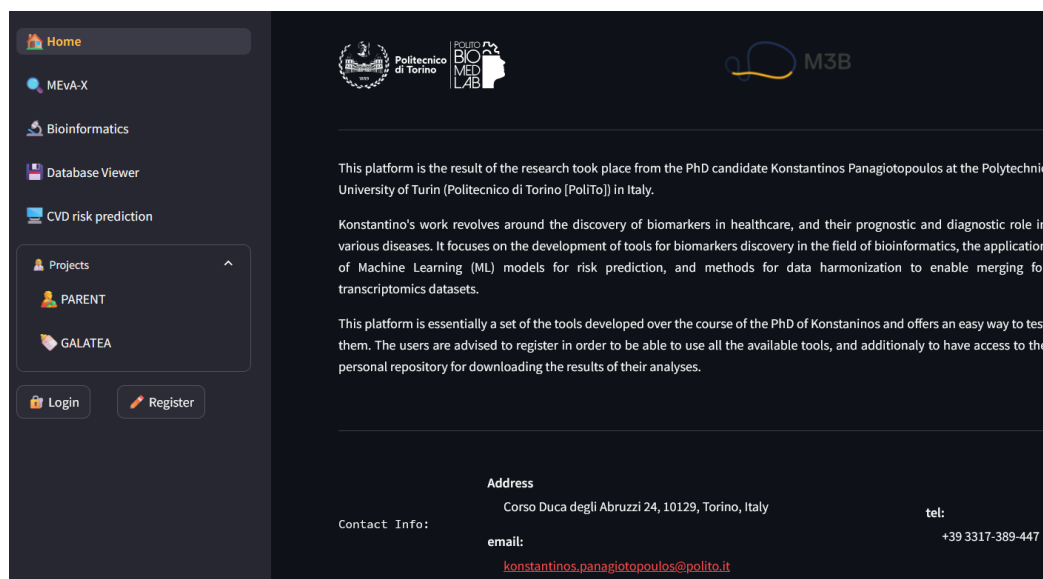 Home
MEvA-X
Bioinformatics
Database Viewer
CVD risk prediction
Projects
PARENT
GALATEA
Login
Register
Politecnico
di Torino
1859
POLITO
BIO
MED
LAB
M3B
This platform is the result of the research took place from the PhD candidate Konstantinos Panagiotopoulos at the Polytechnic
University of Turin (Politecnico di Torino [PoliTo]) in Italy.
Konstantino's work revolves around the discovery of biomarkers in healthcare, and their prognostic and diagnostic role in
various diseases. It focuses on the development of tools for biomarkers discovery in the field of bioinformatics, the application
of Machine Learning (ML) models for risk prediction, and methods for data harmonization to enable merging fo
transcriptomics datasets.
This platform is essentially a set of the tools developed over the course of the PhD of Konstaninos and offers an easy way to tes
them. The users are advised to register in order to be able to use all the available tools, and additionaly to have access to the
personal repository for downloading the results of their analyses.
Contact Info:
Address
Corso Duca degli Abruzzi 24, 10129, Torino, Italy
email:
konstantinos.panagiotopoulos@polito.it
tel:
+39 3317-389-447